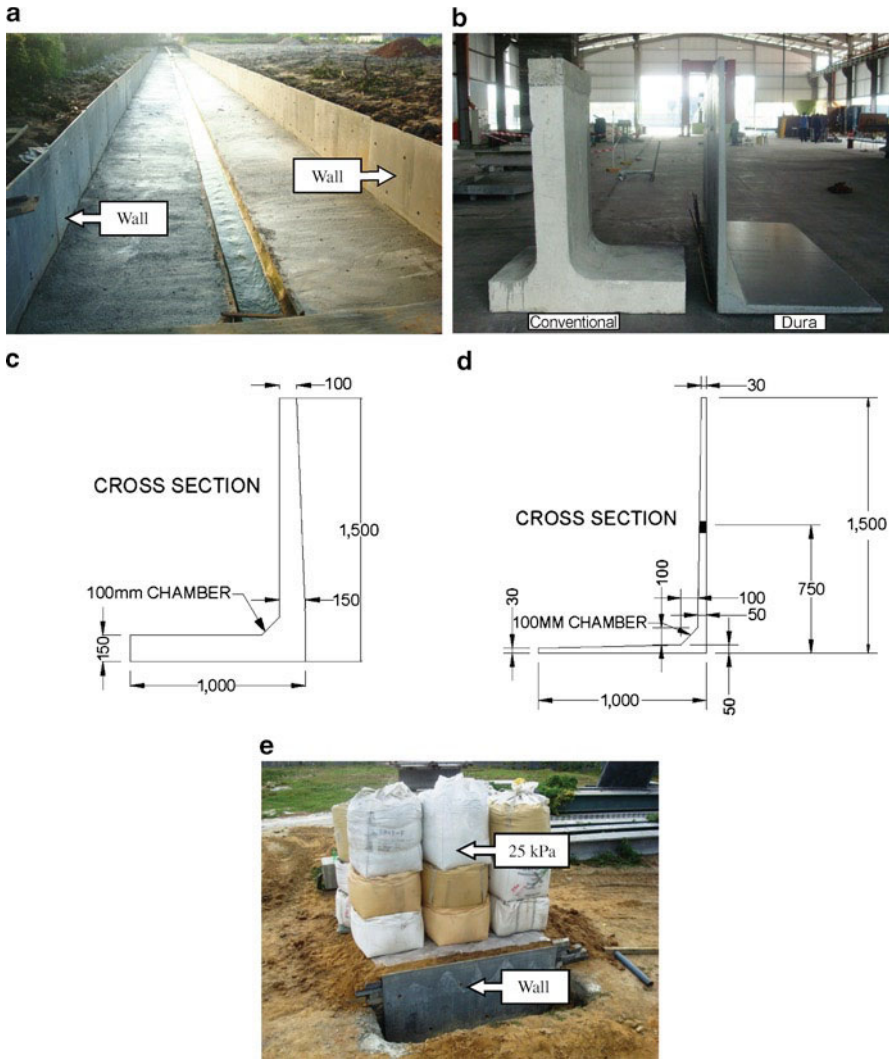 a
Wall
Wall
b
Conventional
Dura
c
100
CROSS SECTION
1,500
100mm CHAMBER
150
150
1,000
d
30
CROSS SECTION
1,500
100
750
30
100
100MM CHAMBER
50
1,000
50
e
25 kPa
Wall